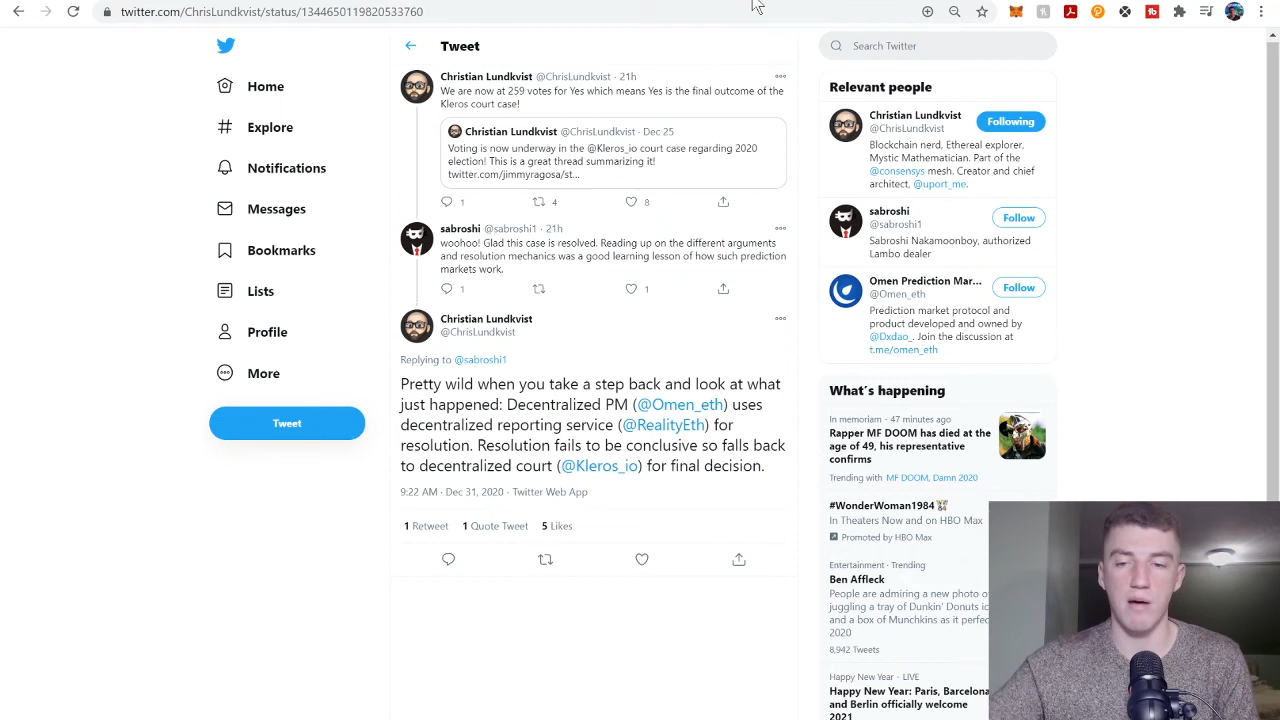 twitter.com/ChrisLundkvist/status/1344650119820533760
Home
Explore
Notifications
Messages
Bookmarks
Lists
Profile
More
Tweet
Tweet
Christian Lundkvist @ChrisLundkvist · 21h
We are now at 259 votes for Yes which means Yes is the final outcome of the
Kleros court case!
Christian Lundkvist @ChrisLundkvist · Dec 25
Voting is now underway in the @Kleros_io court case regarding 2020
election! This is a great thread summarizing it!
twitter.com/jimmyragosa/st...
1 4 8
sabroshi @sabroshi1 · 21h
woohoo! Glad this case is resolved. Reading up on the different arguments
and resolution mechanics was a good learning lesson of how such prediction
markets work.
1 1
Christian Lundkvist
@ChrisLundkvist
Replying to @sabroshi1
Pretty wild when you take a step back and look at what
just happened: Decentralized PM (@Omen_eth) uses
decentralized reporting service (@RealityEth) for
resolution. Resolution fails to be conclusive so falls back
to decentralized court (@Kleros_io) for final decision.
9:22 AM · Dec 31, 2020 · Twitter Web App
1 Retweet 1 Quote Tweet 5 Likes
Search Twitter
Relevant people
Christian Lundkvist
@ChrisLundkvist
Following
Blockchain nerd, Ethereal explorer,
Mystic Mathematician. Part of the
@consensys mesh. Creator and chief
architect, @uport_me.
sabroshi
@sabroshi1
Follow
Sabroshi Nakamoonboy, authorized
Lambo dealer
Omen Prediction Mar...
@Omen_eth
Follow
Prediction market protocol and
product developed and owned by
@Dxdao_. Join the discussion at
t.me/omen_eth
What's happening
In memoriam · 47 minutes ago
Rapper MF DOOM has died at the
age of 49, his representative
confirms
Trending with MF DOOM, Damn 2020
#WonderWoman1984
In Theaters Now and on HBO Max
Promoted by HBO Max
Entertainment · Trending
Ben Affleck
People are admiring a new photo o
juggling a tray of Dunkin' Donuts ic
and a box of Munchkins as it perfe
2020
8,942 Tweets
Happy New Year · LIVE
Happy New Year: Paris, Barcelona
and Berlin officially welcome
2021